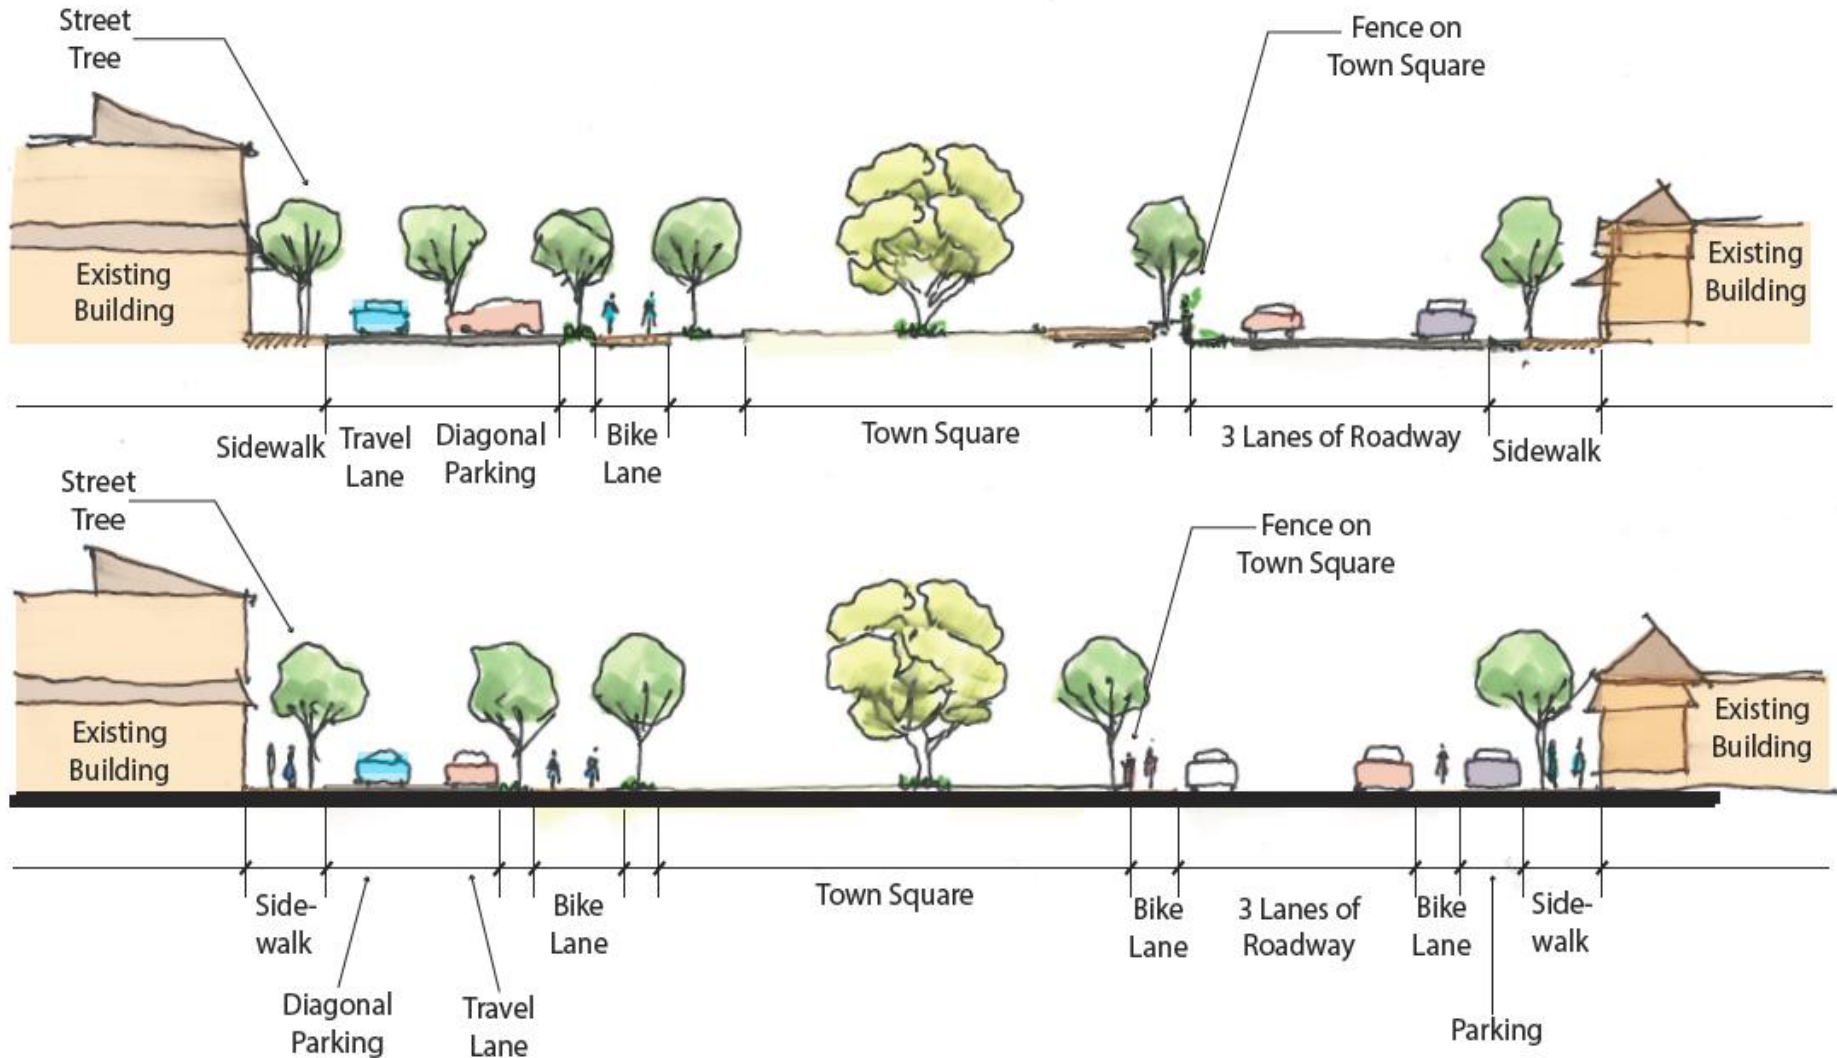 Street
Tree
Fence on
Town Square
Existing
Building
Existing
Building
Sidewalk
Travel
Lane
Diagonal
Parking
Bike
Lane
Town Square
3 Lanes of Roadway
Sidewalk
Street
Tree
Fence on
Town Square
Existing
Building
Existing
Building
Side-
walk
Diagonal
Parking
Travel
Lane
Bike
Lane
Town Square
Bike
Lane
3 Lanes of
Roadway
Bike
Lane
Parking
Side-
walk